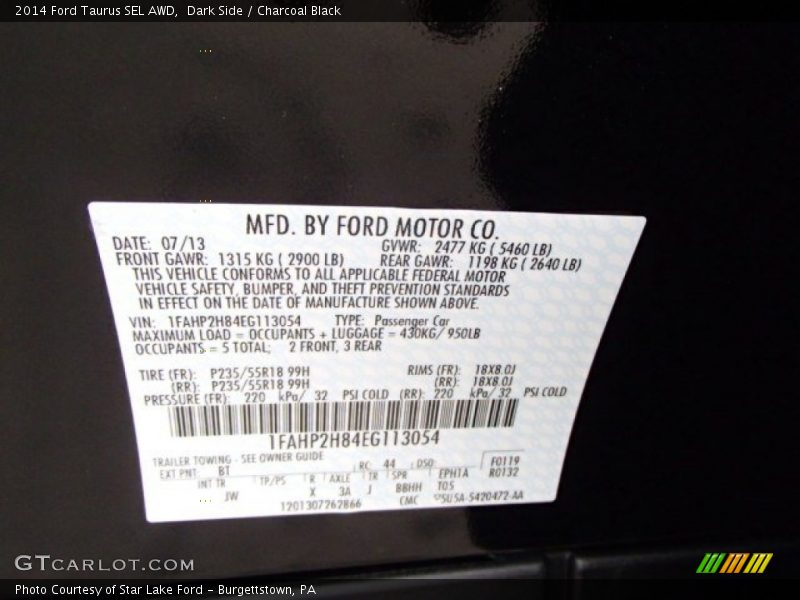 2014 Ford Taurus SEL AWD,  Dark Side / Charcoal Black
MFD. BY FORD MOTOR CO.
DATE: 07/13 GVWR: 2477 KG ( 5460 LB)
FRONT GAWR: 1315 KG ( 2900 LB) REAR GAWR: 1198 KG ( 2640 LB)
THIS VEHICLE CONFORMS TO ALL APPLICABLE FEDERAL MOTOR
VEHICLE SAFETY, BUMPER, AND THEFT PREVENTION STANDARDS
IN EFFECT ON THE DATE OF MANUFACTURE SHOWN ABOVE.
VIN: 1FAHP2H84EG113054 TYPE: Passenger Car
MAXIMUM LOAD = OCCUPANTS + LUGGAGE = 430KG/ 950LB
OCCUPANTS = 5 TOTAL; 2 FRONT, 3 REAR
TIRE (FR): P235/55R18 99H RIMS (FR): 18X8.0J
(RR): P235/55R18 99H (RR): 18X8.0J
PRESSURE (FR): 220 kPa/ 32 PSI COLD (RR): 220 kPa/ 32 PSI COLD
1FAHP2H84EG113054
TRAILER TOWING - SEE OWNER GUIDE F0119
EXT PNT: BT RC: 44 DSO: R0132
INT TR TP/PS R AXLE TR SPR EPH1A
JW X 3A J BBHH T05
1201307262866 CMC 5U5A-5420472-AA
GTCARLOT.COM
Photo Courtesy of Star Lake Ford - Burgettstown, PA